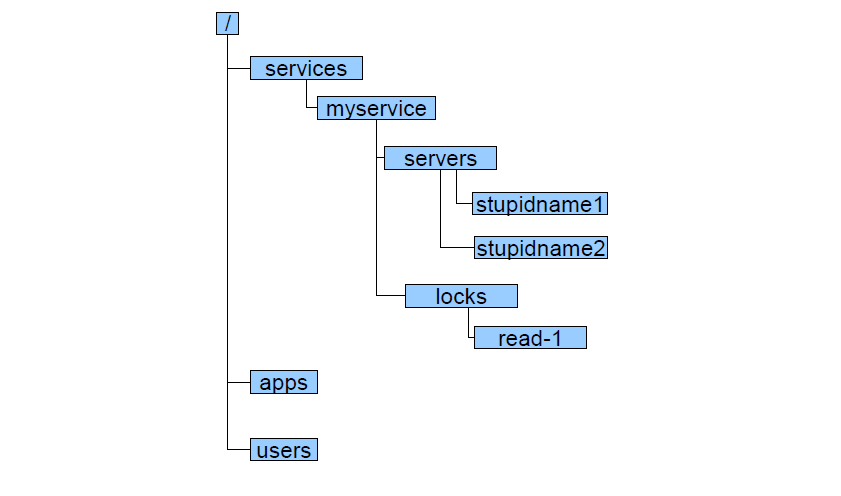 /
services
myservice
servers
stupidname1
stupidname2
locks
read-1
apps
users